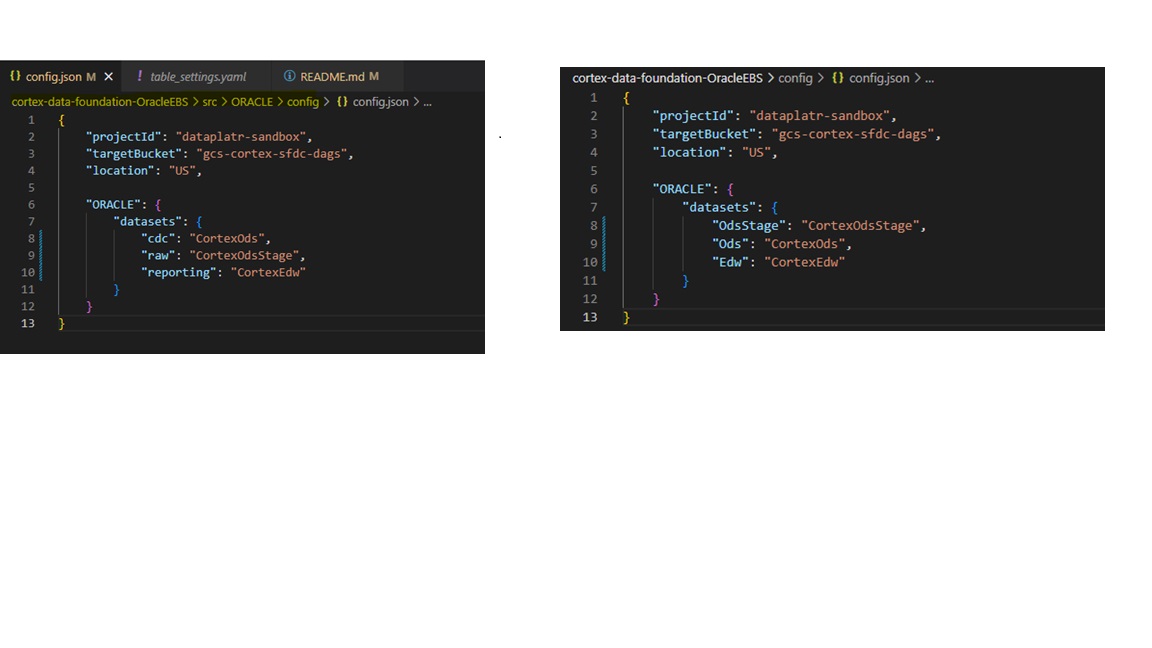 {} config.json M ✕ ! table_settings.yaml ⓘ README.md M
cortex-data-foundation-OracleEBS > src > ORACLE > config > {} config.json > ...
1 {
2 "projectId": "dataplatr-sandbox",
3 "targetBucket": "gcs-cortex-sfdc-dags",
4 "location": "US",
5
6 "ORACLE": {
7 "datasets": {
8 "cdc": "CortexOds",
9 "raw": "CortexOdsStage",
10 "reporting": "CortexEdw"
11 }
12 }
13 }
.
cortex-data-foundation-OracleEBS > config > {} config.json > ...
1 {
2 "projectId": "dataplatr-sandbox",
3 "targetBucket": "gcs-cortex-sfdc-dags",
4 "location": "US",
5
6 "ORACLE": {
7 "datasets": {
8 "OdsStage": "CortexOdsStage",
9 "Ods": "CortexOds",
10 "Edw": "CortexEdw"
11 }
12 }
13 }